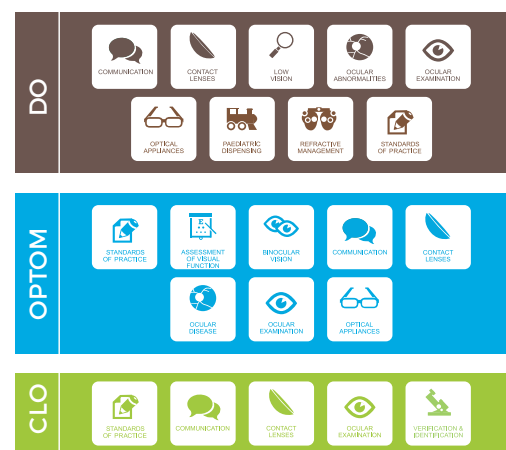 DO
COMMUNICATION
CONTACT
LENSES
LOW
VISION
OCULAR
ABNORMALITIES
OCULAR
EXAMINATION
OPTICAL
APPLIANCES
PAEDIATRIC
DISPENSING
REFRACTIVE
MANAGEMENT
STANDARDS
OF PRACTICE
OPTOM
STANDARDS
OF PRACTICE
ASSESSMENT
OF VISUAL
FUNCTION
BINOCULAR
VISION
COMMUNICATION
CONTACT
LENSES
OCULAR
DISEASE
OCULAR
EXAMINATION
OPTICAL
APPLIANCES
CLO
STANDARDS
OF PRACTICE
COMMUNICATION
CONTACT
LENSES
OCULAR
EXAMINATION
VERIFICATION &
IDENTIFICATION